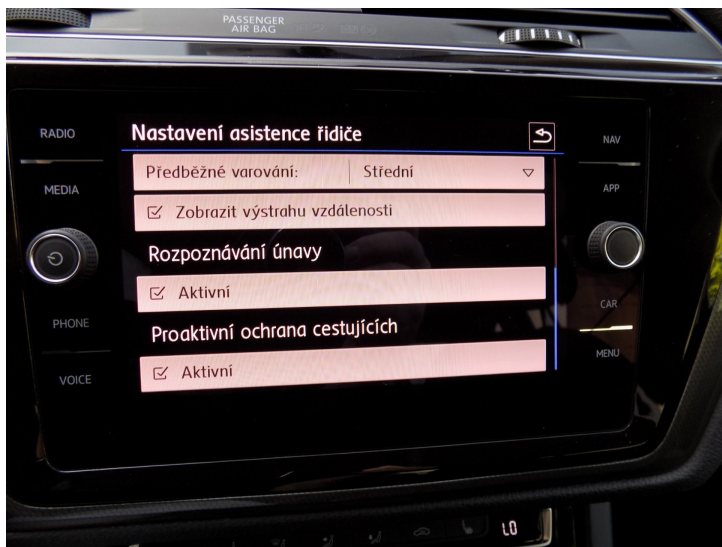 PASSENGER
AIR BAG
RADIO
MEDIA
PHONE
VOICE
Nastavení asistence řidiče
Předběžné varování: Střední
Zobrazit výstrahu vzdálenosti
Rozpoznávání únavy
Aktivní
Proaktivní ochrana cestujících
Aktivní
NAV
APP
CAR
MENU
LO